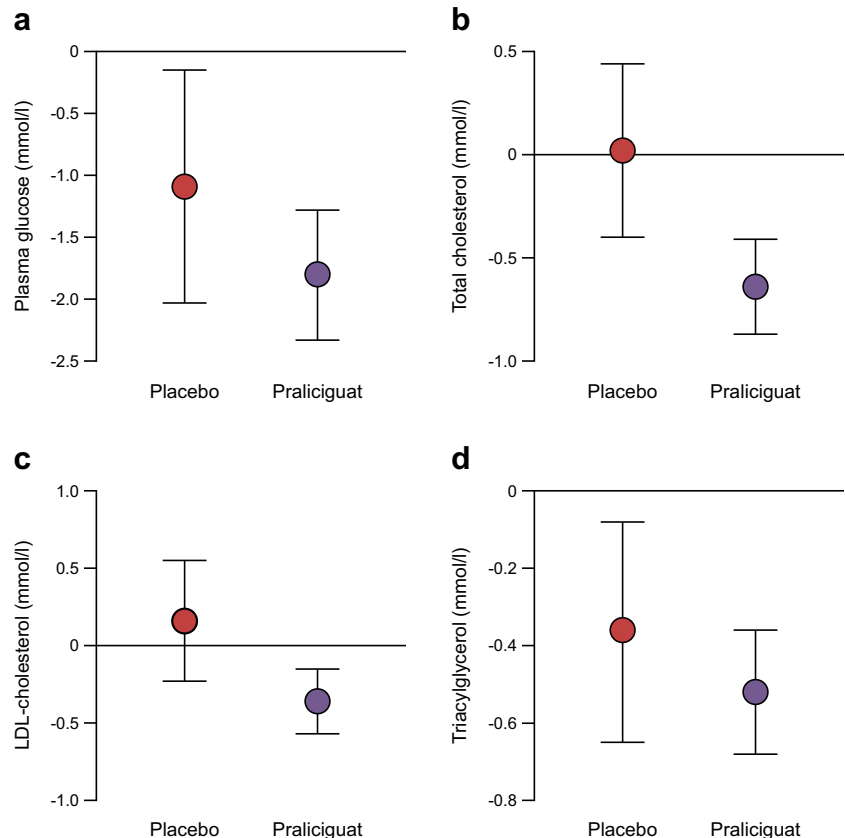 a
Plasma glucose (mmol/l)
0
-0.5
-1.0
-1.5
-2.0
-2.5
Placebo
Praliciguat
b
Total cholesterol (mmol/l)
0.5
0
-0.5
-1.0
Placebo
Praliciguat
c
LDL-cholesterol (mmol/l)
1.0
0.5
0
-0.5
-1.0
Placebo
Praliciguat
d
Triacylglycerol (mmol/l)
0
-0.2
-0.4
-0.6
-0.8
Placebo
Praliciguat